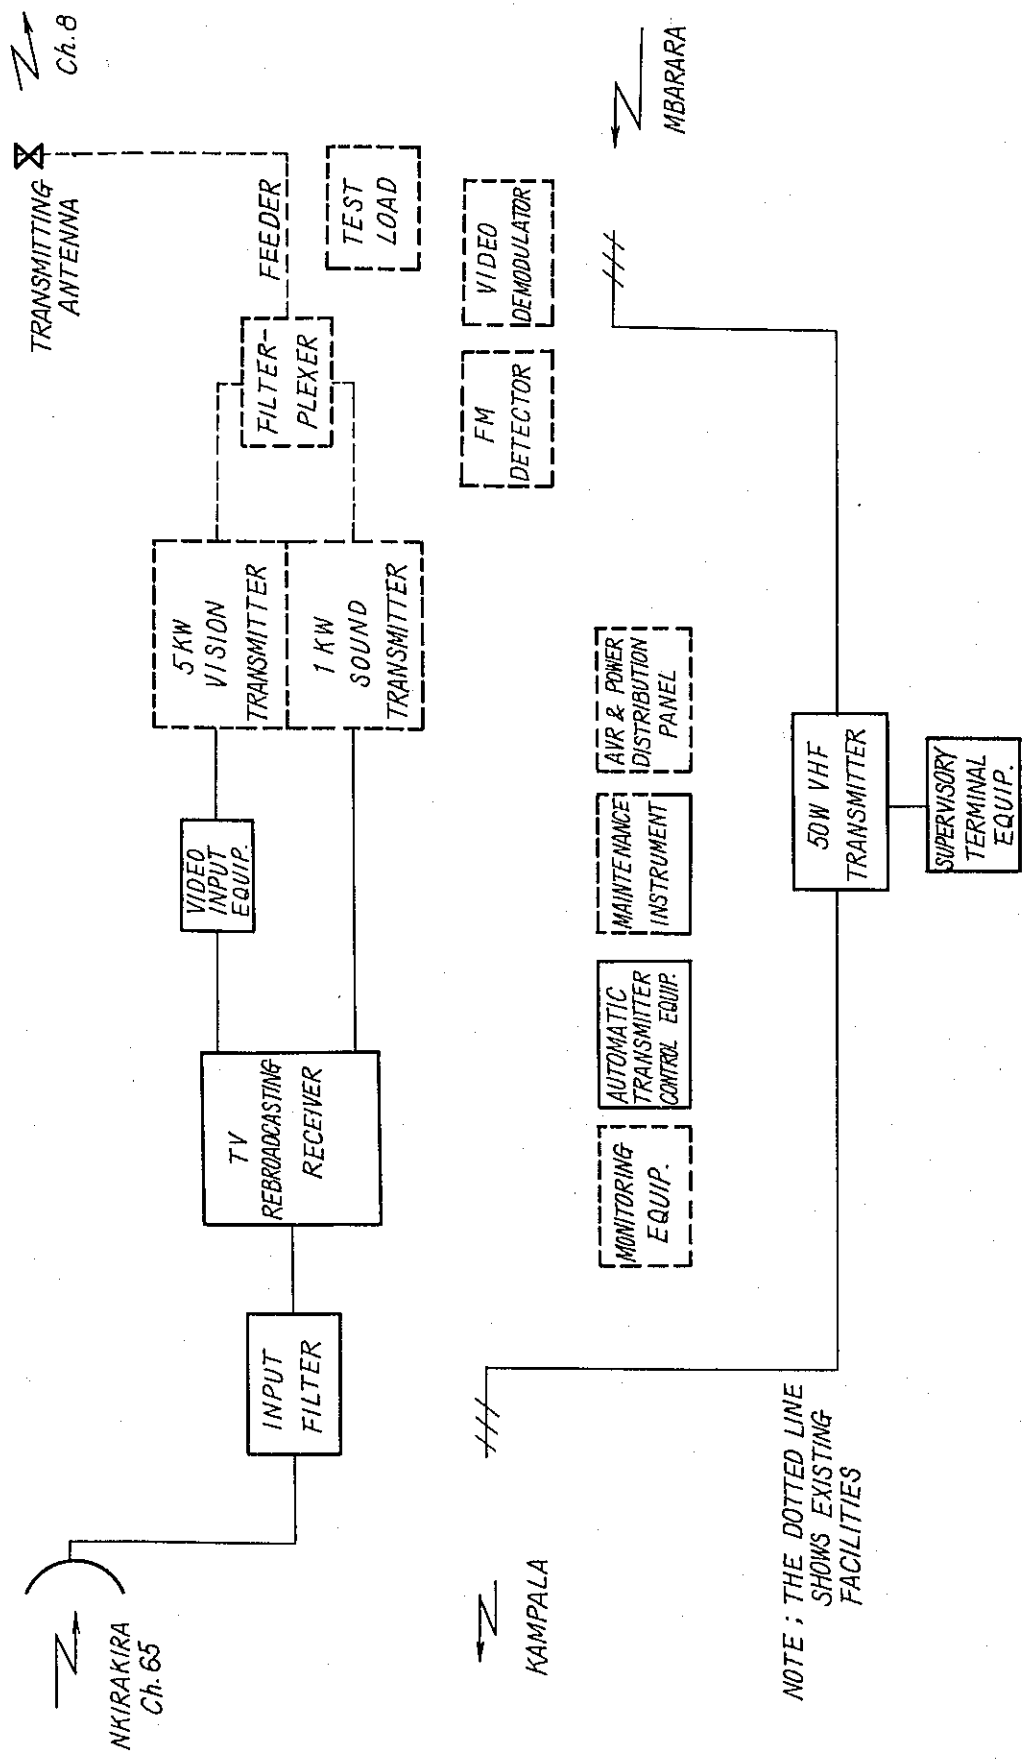 NKIRAKIRA
Ch.65
INPUT
FILTER
TV
REBROADCASTING
RECEIVER
VIDEO
INPUT
EQUIP.
5KW
VISION
TRANSMITTER
1KW
SOUND
TRANSMITTER
FILTER-
PLEXER
FEEDER
TRANSMITTING
ANTENNA
Ch.8
TEST
LOAD
FM
DETECTOR
VIDEO
DEMODULATOR
MONITORING
EQUIP.
AUTOMATIC
TRANSMITTER
CONTROL EQUIP.
MAINTENANCE
INSTRUMENT
AVR & POWER
DISTRIBUTION
PANEL
KAMPALA
MBARARA
50W VHF
TRANSMITTER
SUPERVISORY
TERMINAL
EQUIP.
NOTE ; THE DOTTED LINE
SHOWS EXISTING
FACILITIES